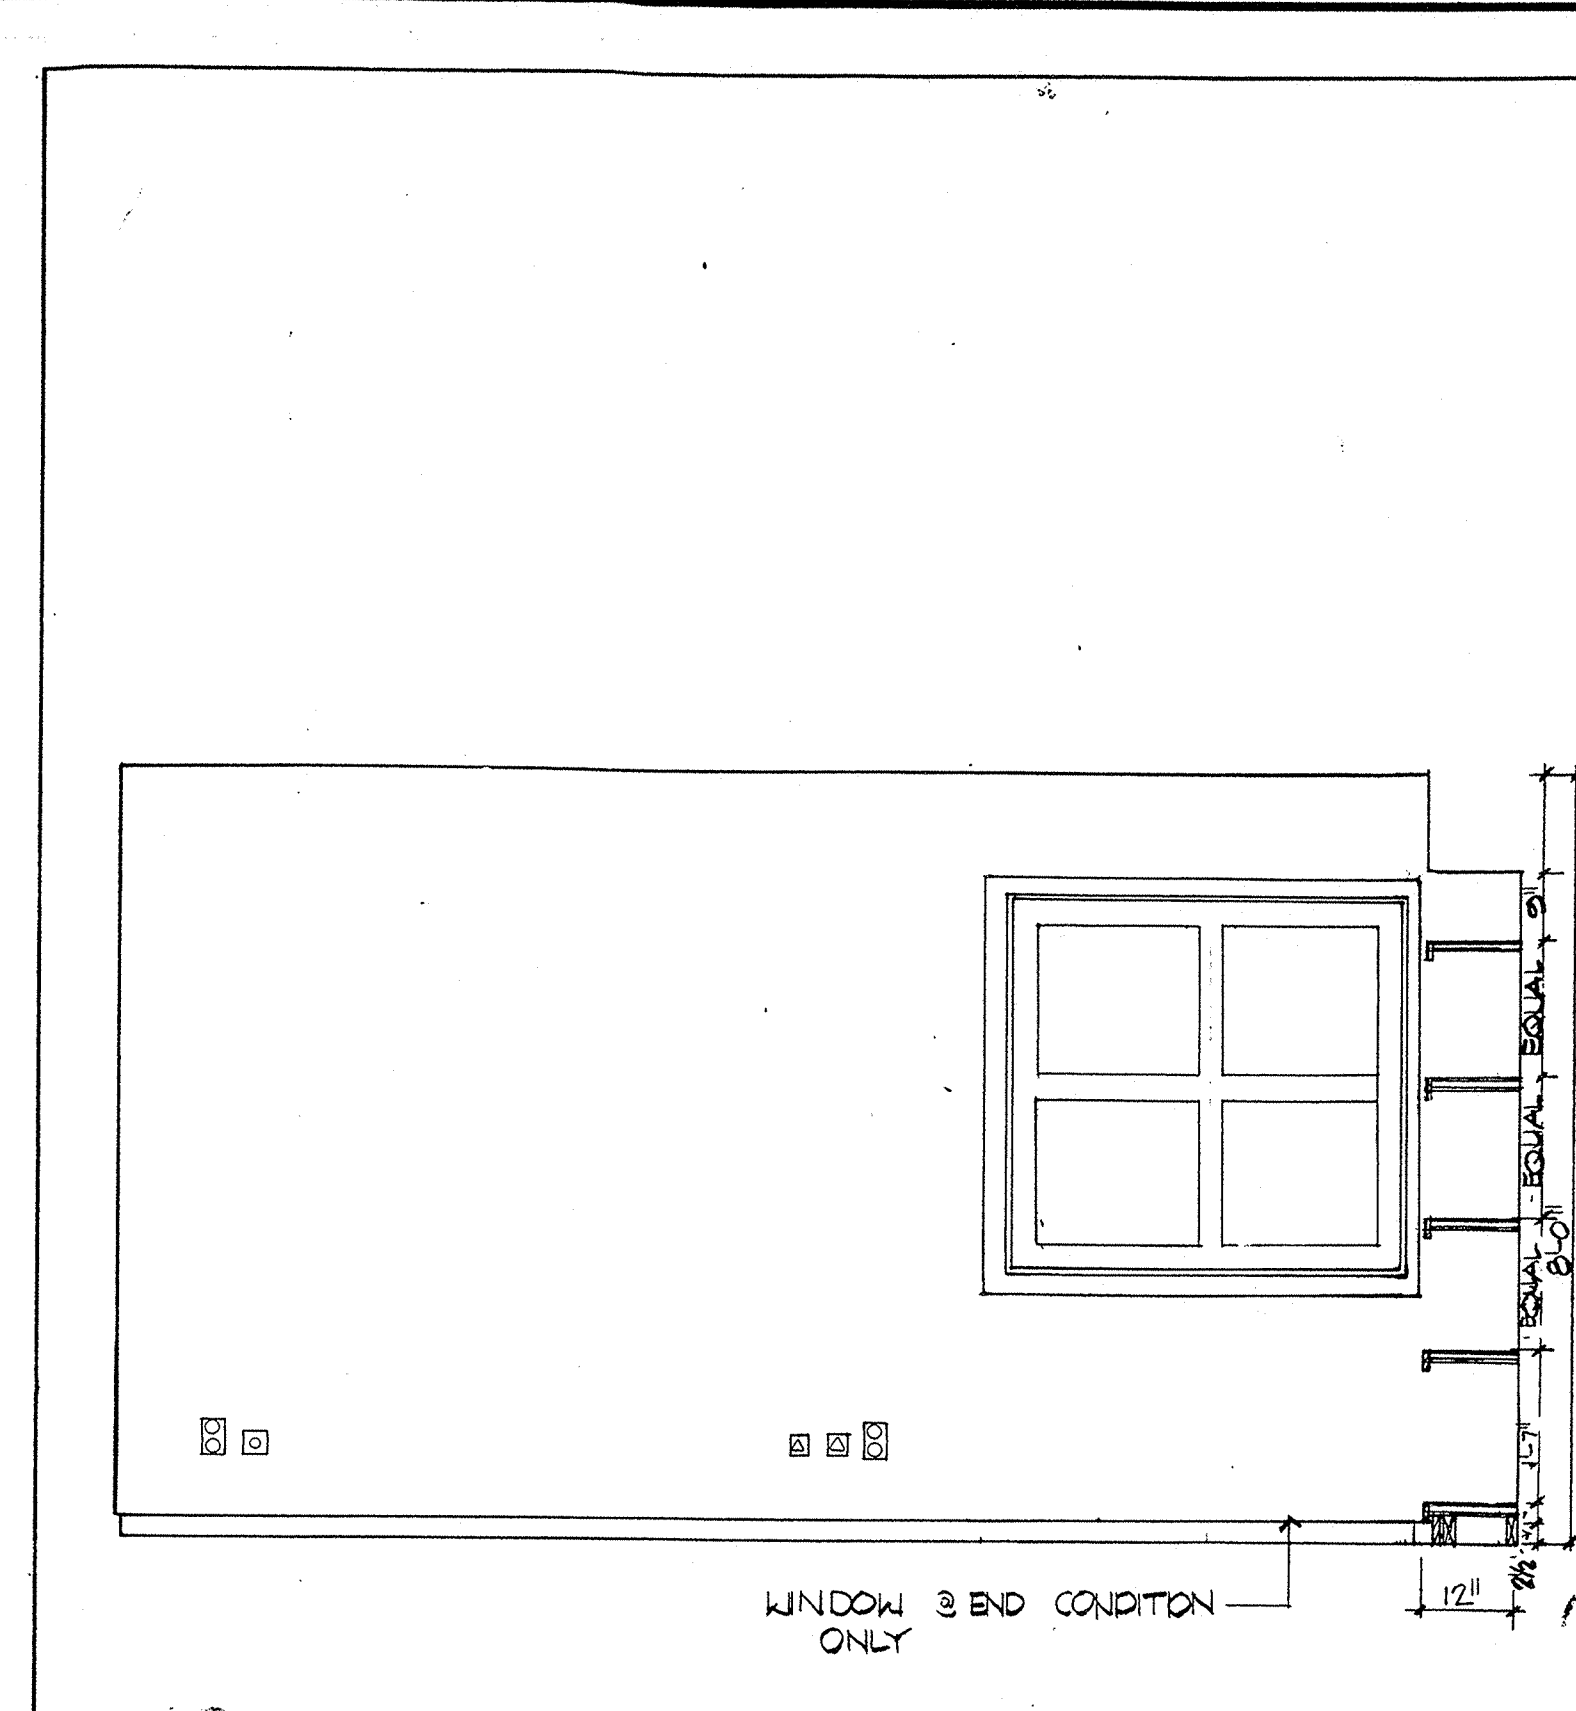 9"
EQUAL
EQUAL
EQUAL
8'-0"
1'-7"
2½"
12"
WINDOW @ END CONDITION
ONLY